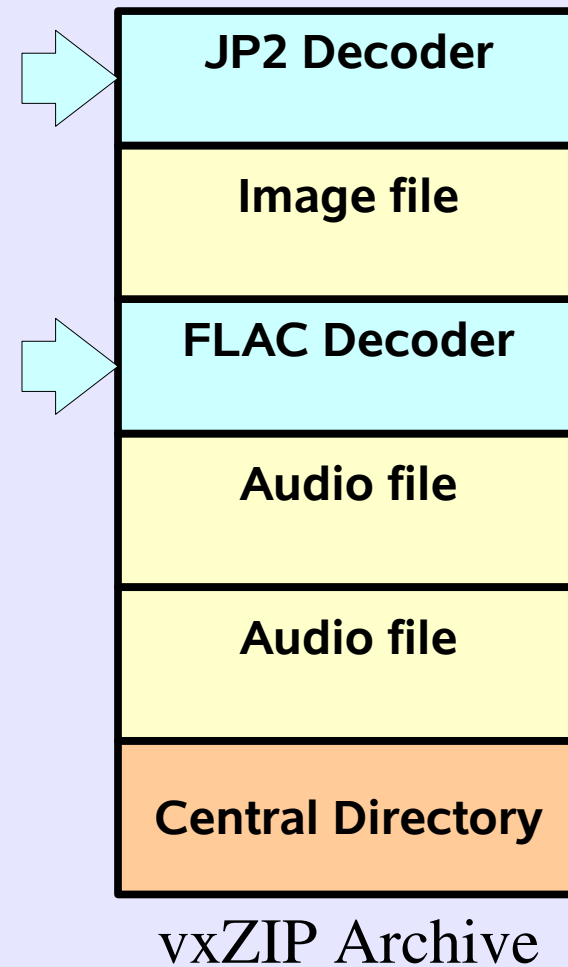 JP2 Decoder
Image file
FLAC Decoder
Audio file
Audio file
Central Directory
vxZIP Archive